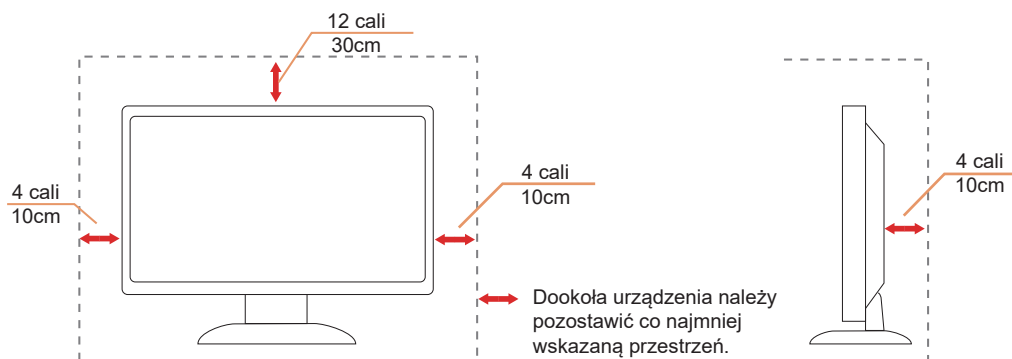 12 cali
30cm
4 cali
10cm
4 cali
10cm
4 cali
10cm
Dookoła urządzenia należy
pozostawić co najmniej
wskazaną przestrzeń.